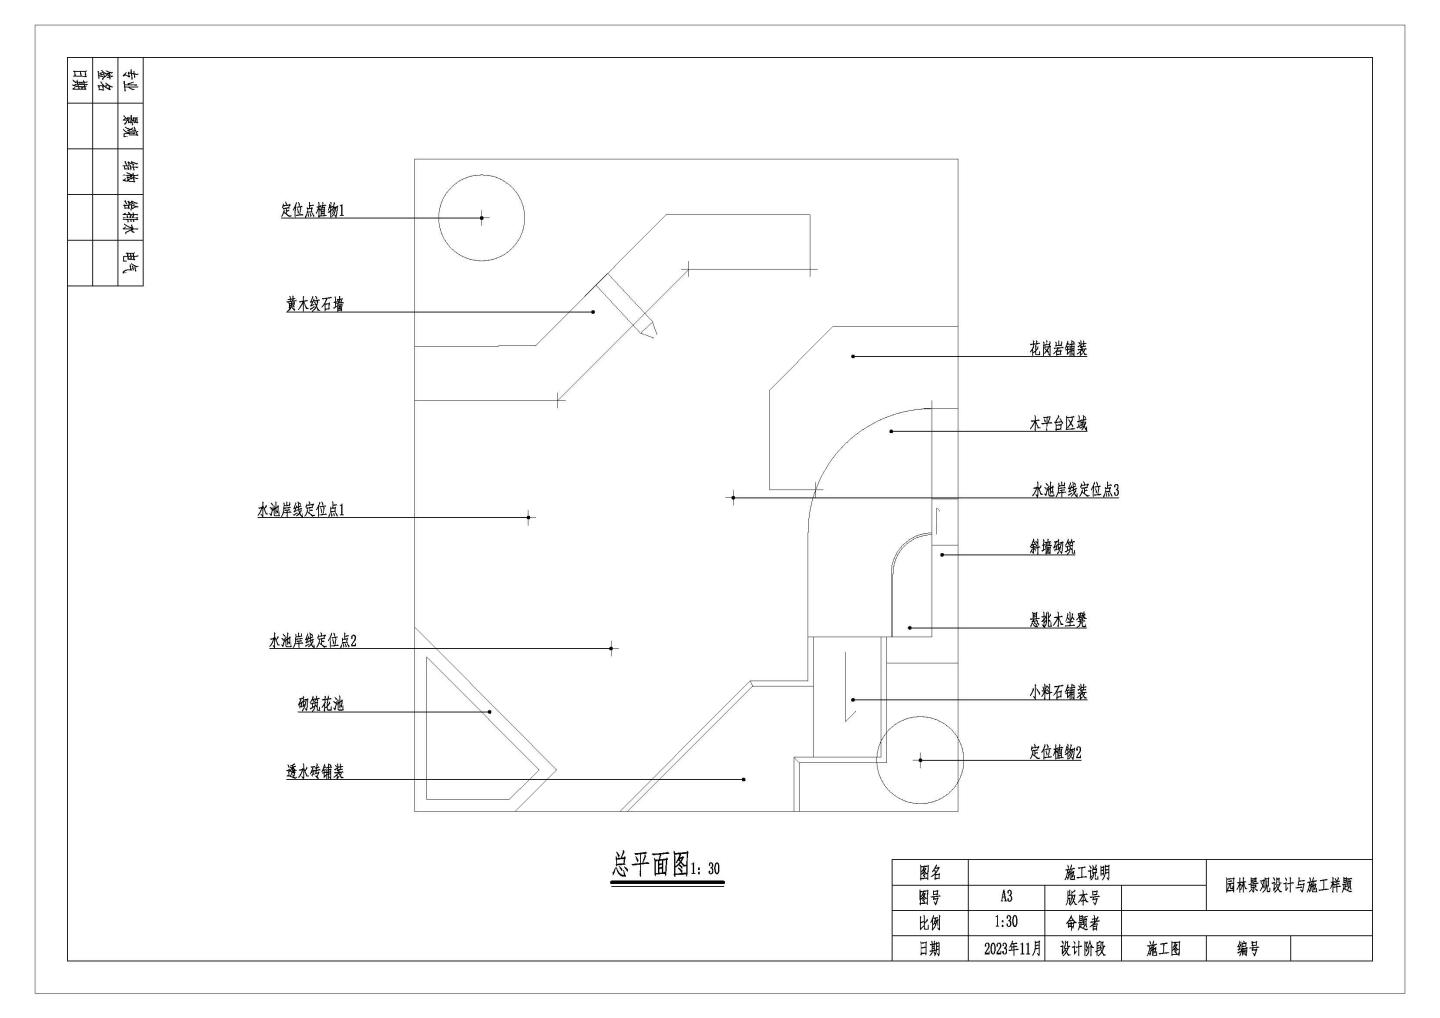 专业
签名
日期
景观
结构
给排水
电气
定位点植物1
黄木纹石墙
花岗岩铺装
木平台区域
水池岸线定位点3
水池岸线定位点1
斜墙砌筑
悬挑木坐凳
水池岸线定位点2
小料石铺装
砌筑花池
定位植物2
透水砖铺装
总平面图1: 30
图名 施工说明 园林景观设计与施工样题
图号 A3 版本号
比例 1:30 命题者
日期 2023年11月 设计阶段 施工图 编号